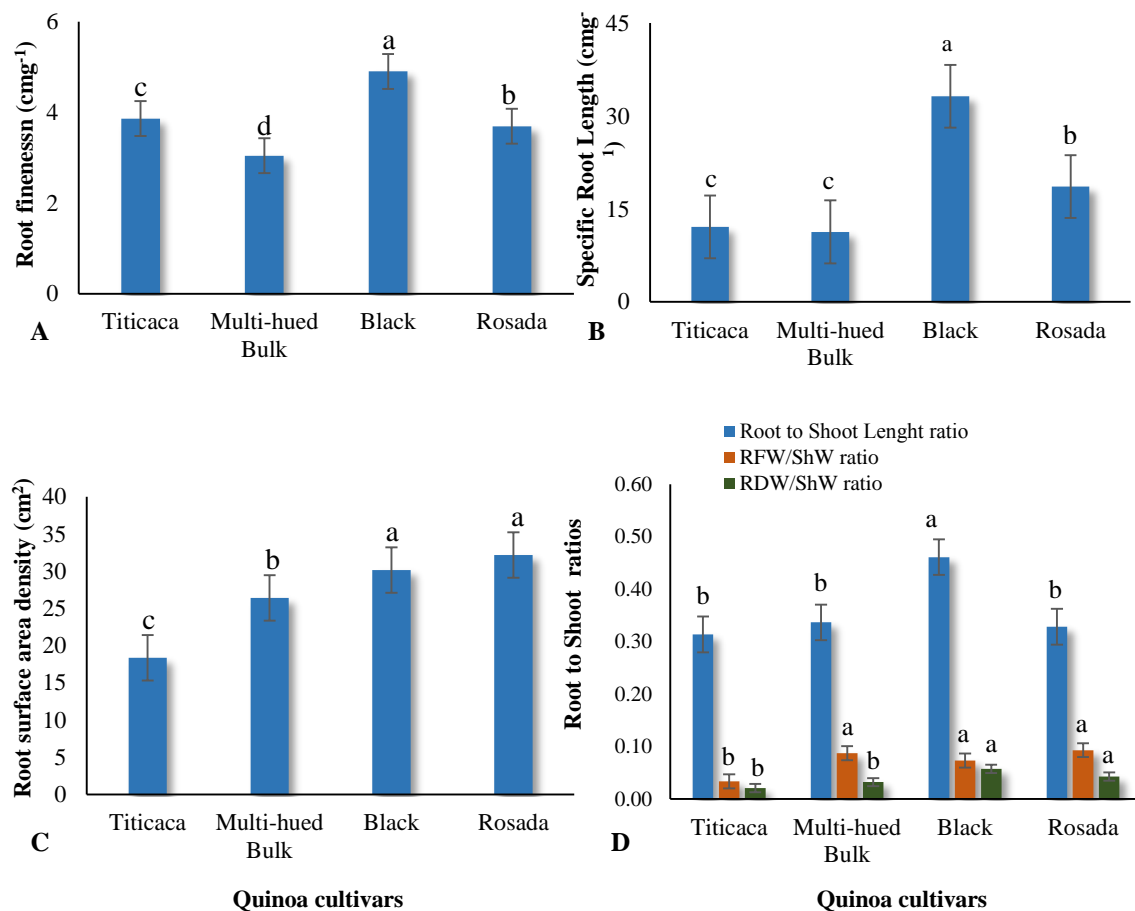 Root finenessn (cmg-1)
6
4
2
0
c
d
a
b
Titicaca
Multi-hued
Bulk
Black
Rosada
A
Specific Root Length (cmg-
1)
45
30
15
0
c
c
a
b
Titicaca
Multi-hued
Bulk
Black
Rosada
B
Root surface area density (cm2)
40
35
30
25
20
15
10
5
0
c
b
a
a
Titicaca
Multi-hued
Bulk
Black
Rosada
C
Quinoa cultivars
Root to Shoot Lenght ratio
RFW/ShW ratio
RDW/ShW ratio
Root to Shoot ratios
0.60
0.50
0.40
0.30
0.20
0.10
0.00
b
b
b
b
a
b
a
a
a
b
a
a
Titicaca
Multi-hued
Bulk
Black
Rosada
D
Quinoa cultivars